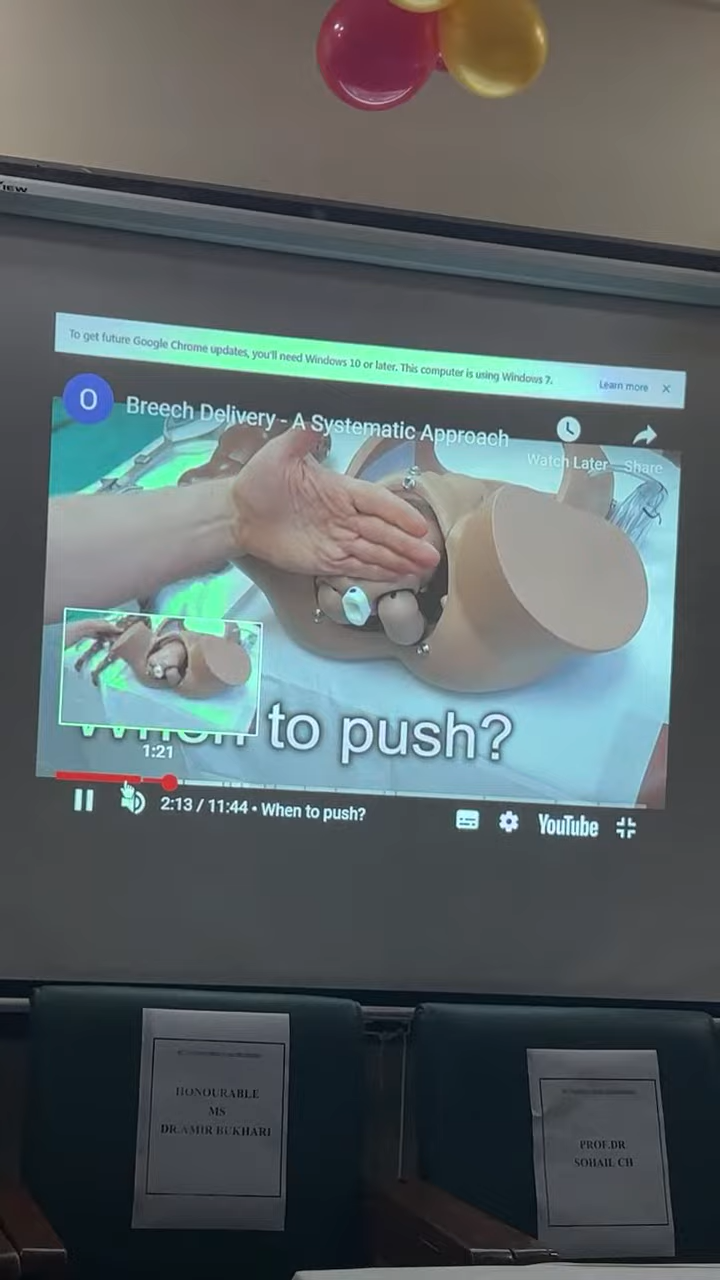 IEW
To get future Google Chrome updates, you'll need Windows 10 or later. This computer is using Windows 7.
Learn more
O
Breech Delivery - A Systematic Approach
Watch Later
Share
to push?
1:21
2:13 / 11:44 • When to push?
YouTube
HONOURABLE
MS
DR.AMIR BUKHARI
PROF.DR
SOHAIL CH